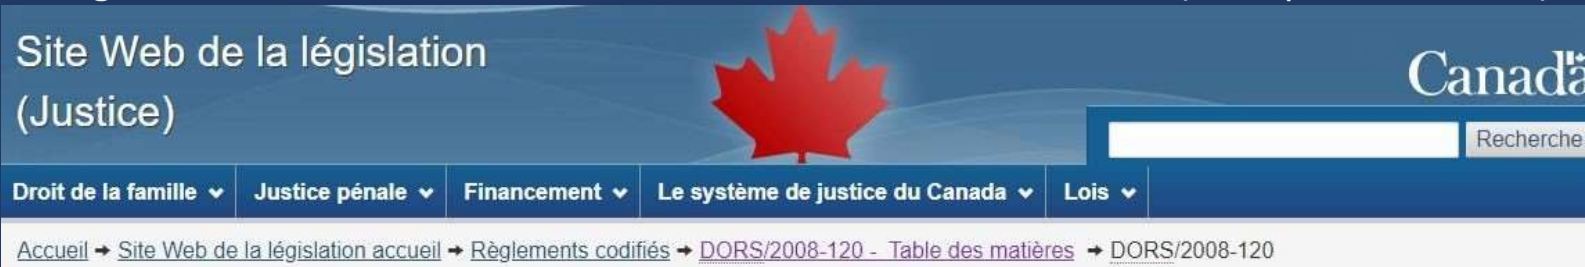 Site Web de la législation
(Justice)
Canada
Recherche
Droit de la famille Justice pénale Financement Le système de justice du Canada Lois
Accueil → Site Web de la législation accueil → Règlements codifiés → DORS/2008-120 - Table des matières → DORS/2008-120